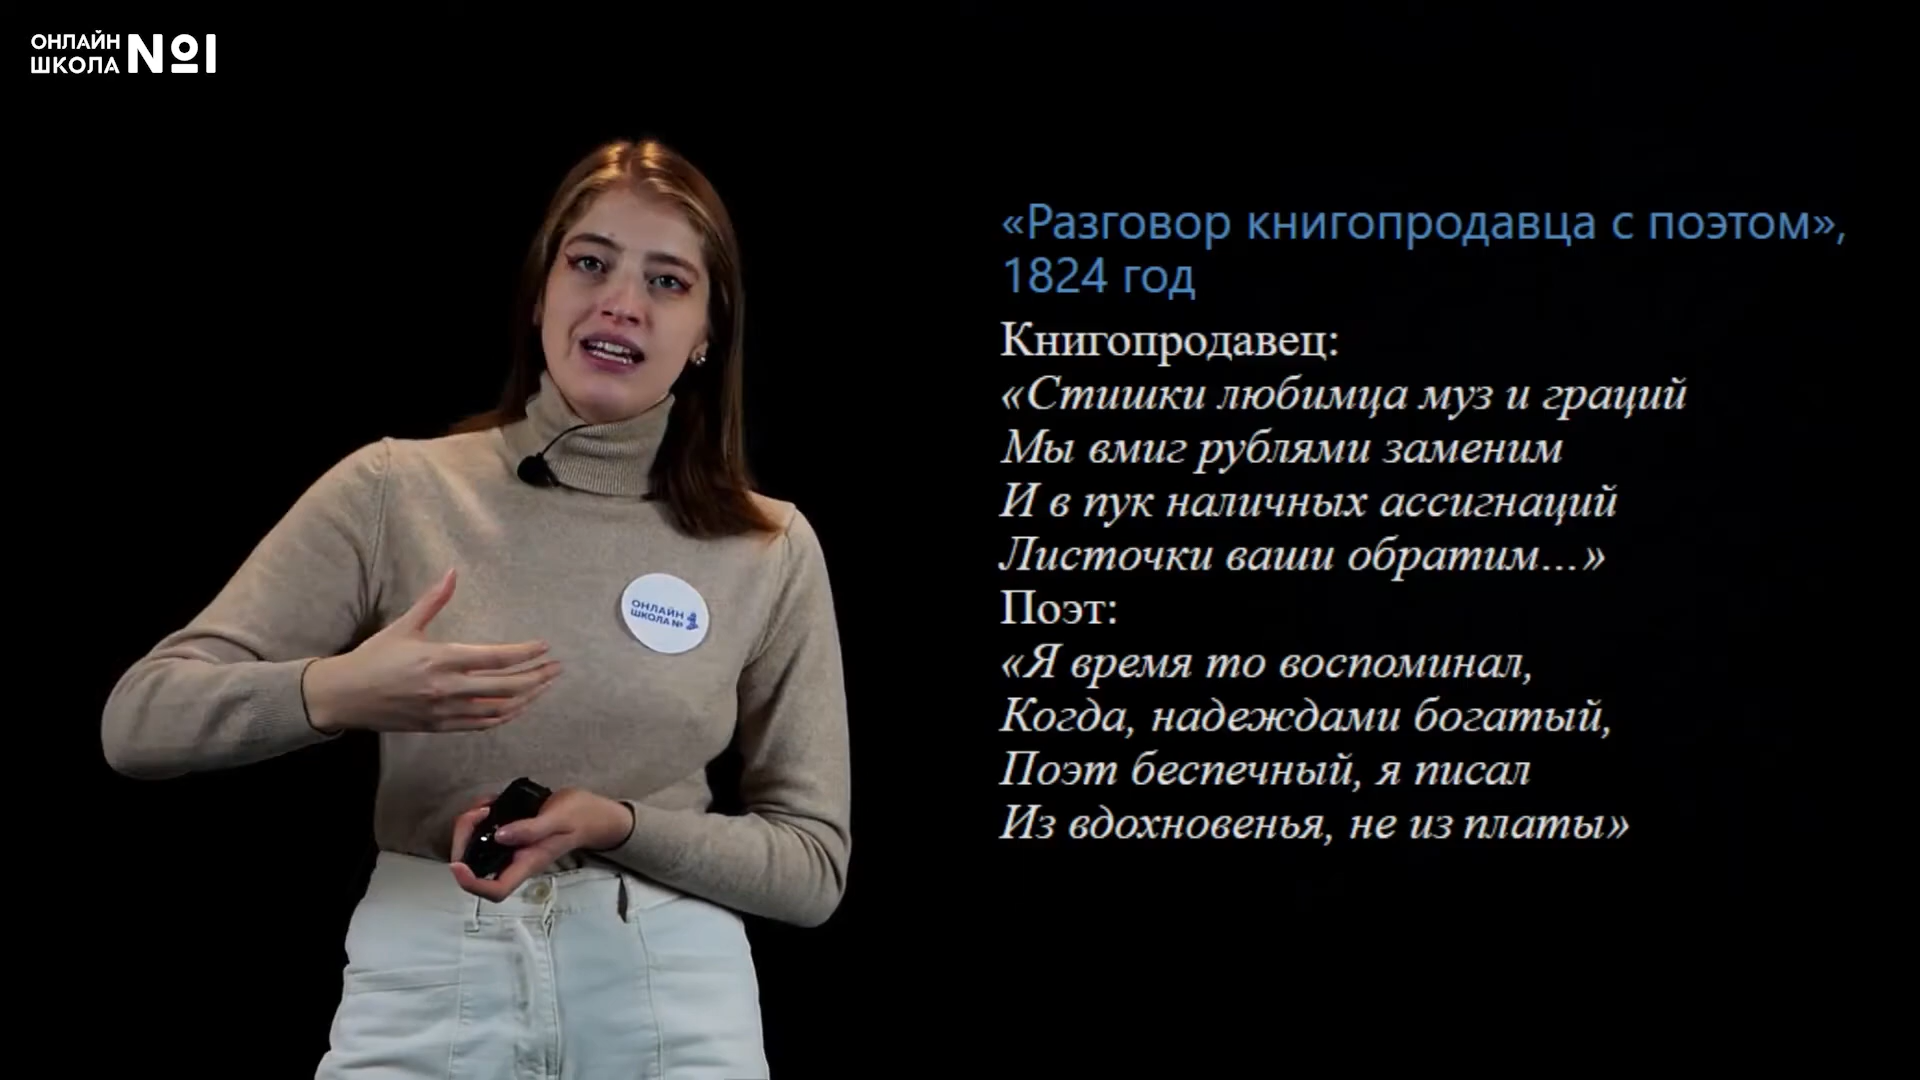 ОНЛАЙН
ШКОЛА №1
«Разговор книгопродавца с поэтом»,
1824 год
Книгопродавец:
«Стишки любимца муз и граций
Мы вмиг рублями заменим
И в пук наличных ассигнаций
Листочки ваши обратим...»
Поэт:
«Я время то воспоминал,
Когда, надеждами богатый,
Поэт беспечный, я писал
Из вдохновенья, не из платы»
ОНЛАЙН
ШКОЛА №1